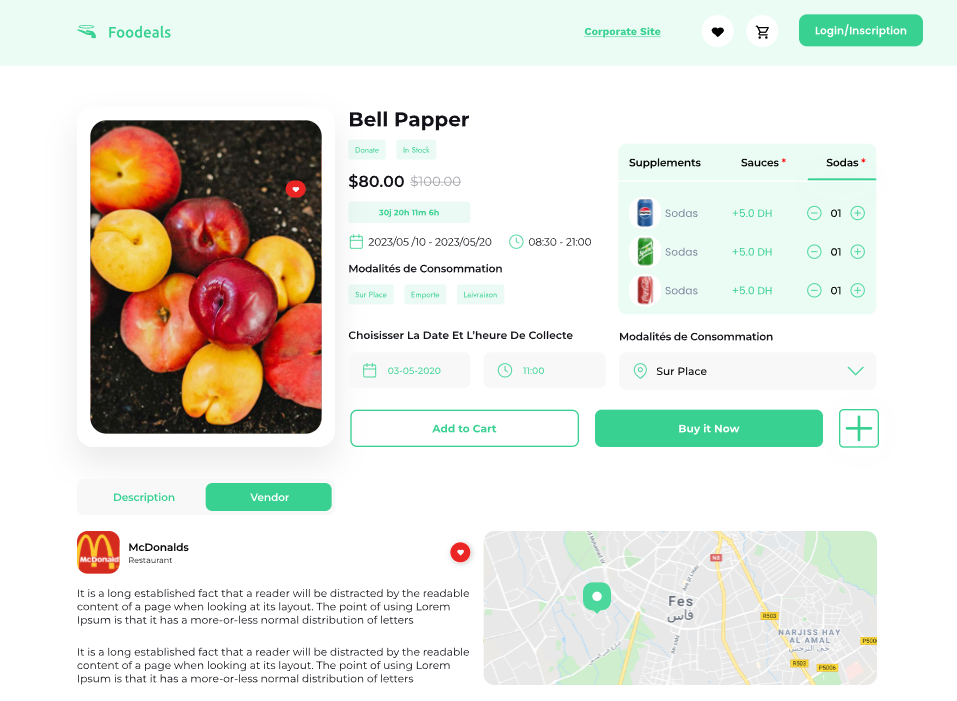 Foodeals
Corporate Site
Login/Inscription
Bell Papper
Donate
In Stock
$80.00 $100.00
30j 20h 11m 6h
2023/05 /10 - 2023/05/20
08:30 - 21:00
Modalités de Consommation
Sur Place
Emporte
Leivraison
Supplements
Sauces *
Sodas *
Sodas +5.0 DH 01
Sodas +5.0 DH 01
Sodas +5.0 DH 01
Choisisser La Date Et L'heure De Collecte
03-05-2020
11:00
Modalités de Consommation
Sur Place
Add to Cart
Buy it Now
Description
Vendor
McDonald
McDonalds
Restaurant
It is a long established fact that a reader will be distracted by the readable
content of a page when looking at its layout. The point of using Lorem
Ipsum is that it has a more-or-less normal distribution of letters
It is a long established fact that a reader will be distracted by the readable
content of a page when looking at its layout. The point of using Lorem
Ipsum is that it has a more-or-less normal distribution of letters
N8
Fes
فاس
R503
NARJISS HAY
AL AMAL
حي النرجس
P500
R503
P5006